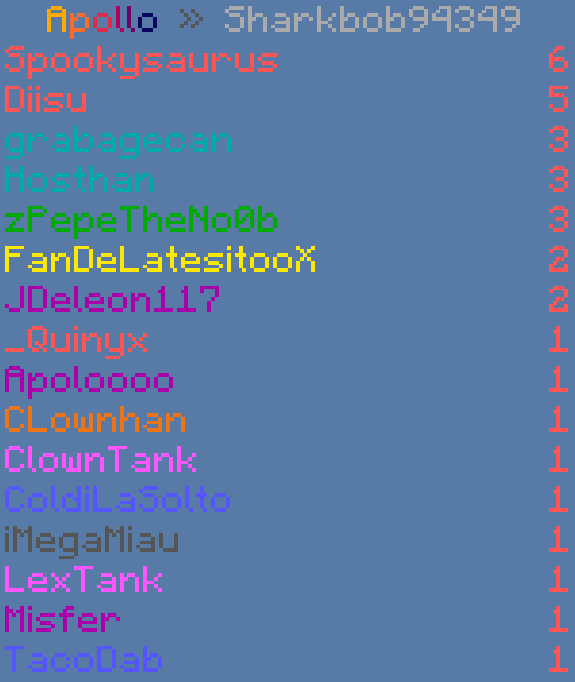 Apollo » Sharkbob94349
Spookysaurus 6
Diisu 5
grabageoan 3
Hosthan 3
zPepeTheNo0b 3
FanDeLatesitooX 2
JDeleon117 2
_Quinyx 1
Apoloooo 1
CLownhan 1
ClownTank 1
ColdiLaSolto 1
iMegaMiau 1
LexTank 1
Misfer 1
TacoDab 1